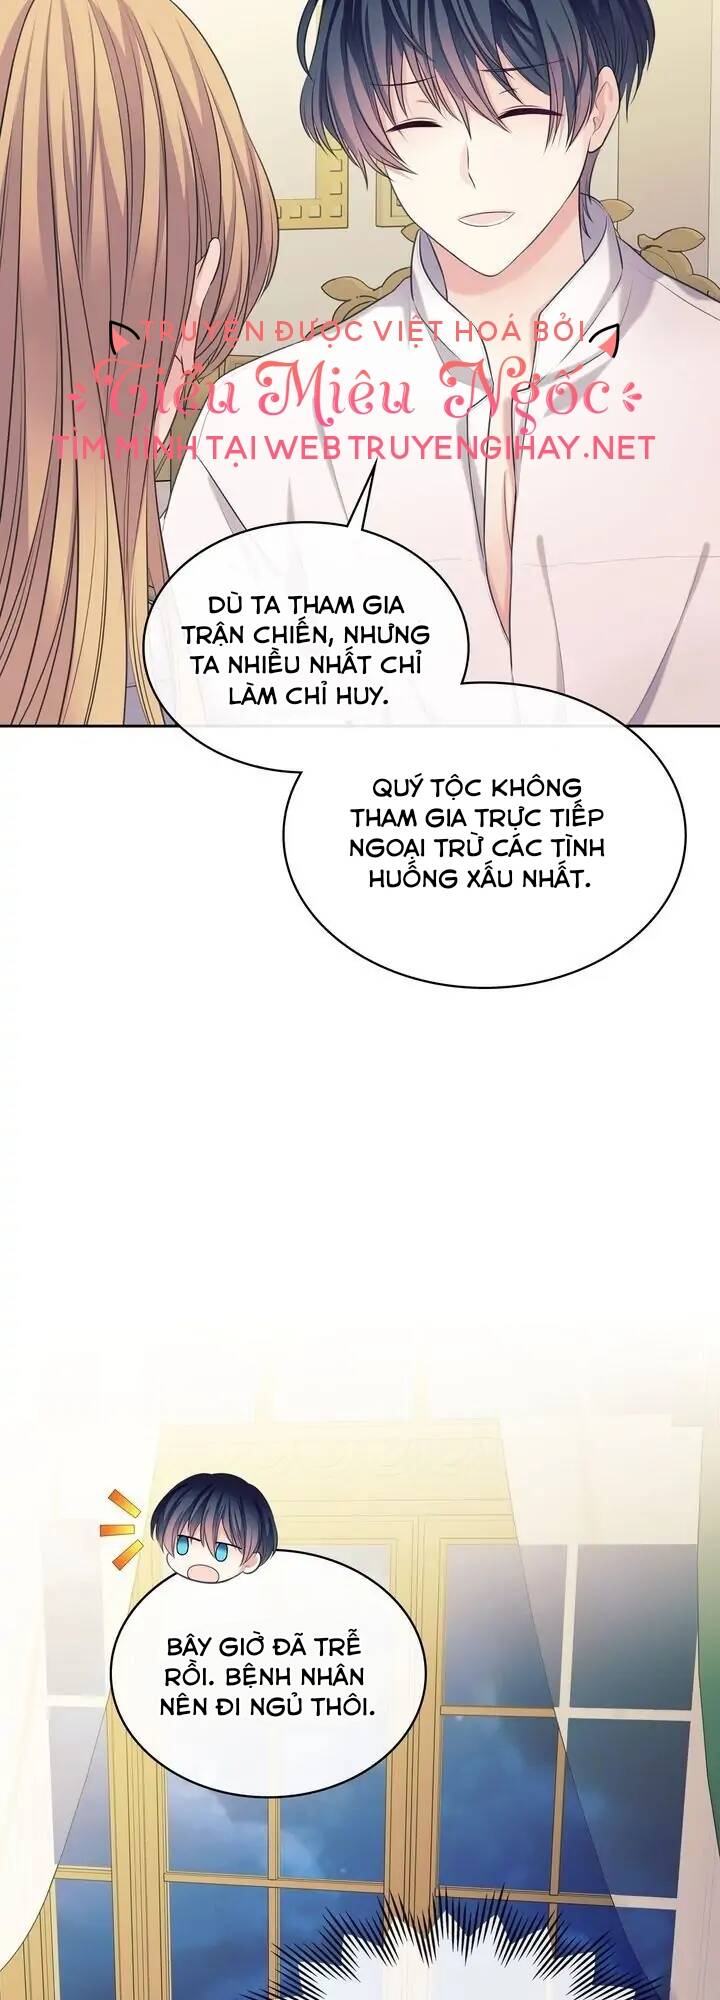 TRUYỆN ĐƯỢC VIỆT HOÁ BỞI
Tiểu Miêu Ngốc
TÌM MÌNH TẠI WEB TRUYENGIHAY.NET
DÙ TA THAM GIA
TRẬN CHIẾN, NHƯNG
TA NHIỀU NHẤT CHỈ
LÀM CHỈ HUY.
QUÝ TỘC KHÔNG
THAM GIA TRỰC TIẾP
NGOẠI TRỪ CÁC TÌNH
HUỐNG XẤU NHẤT.
BÂY GIỜ ĐÃ TRỄ
RỒI. BỆNH NHÂN
NÊN ĐI NGỦ THÔI.